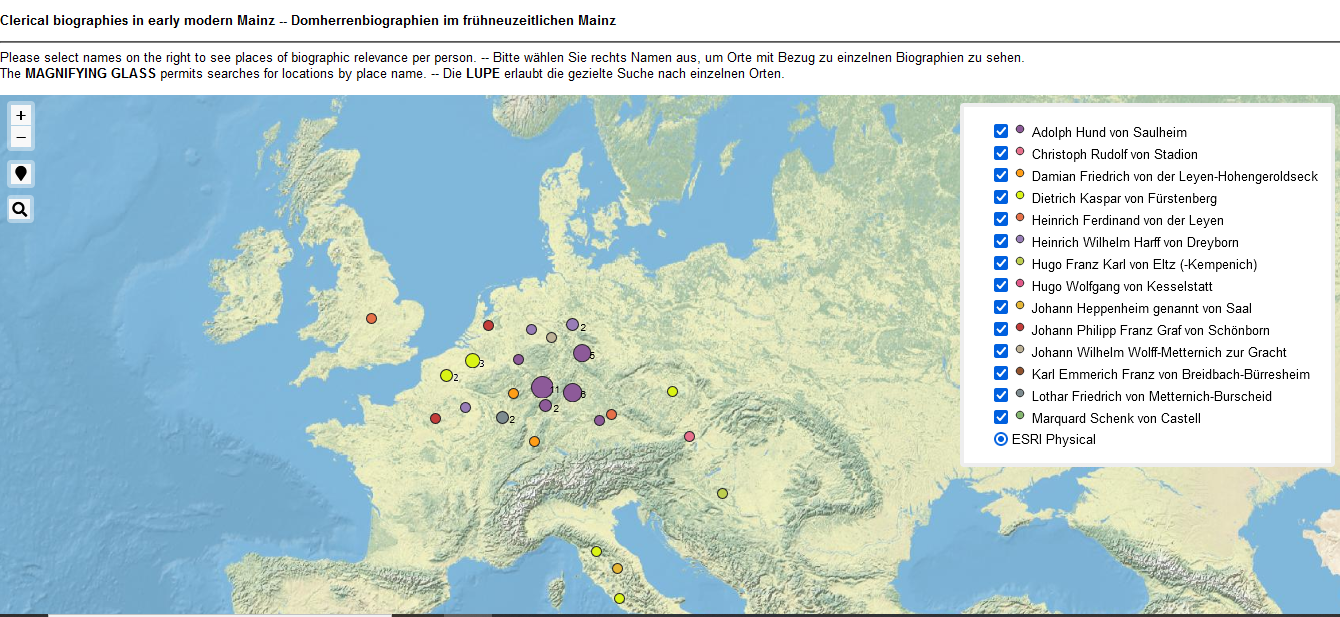 Clerical biographies in early modern Mainz -- Domherrenbiographien im frühneuzeitlichen Mainz
Please select names on the right to see places of biographic relevance per person. -- Bitte wählen Sie rechts Namen aus, um Orte mit Bezug zu einzelnen Biographien zu sehen.
The MAGNIFYING GLASS permits searches for locations by place name. -- Die LUPE erlaubt die gezielte Suche nach einzelnen Orten.
+
−
Adolph Hund von Saulheim
Christoph Rudolf von Stadion
Damian Friedrich von der Leyen-Hohengeroldseck
Dietrich Kaspar von Fürstenberg
Heinrich Ferdinand von der Leyen
Heinrich Wilhelm Harff von Dreyborn
Hugo Franz Karl von Eltz (-Kempenich)
Hugo Wolfgang von Kesselstatt
Johann Heppenheim genannt von Saal
Johann Philipp Franz Graf von Schönborn
Johann Wilhelm Wolff-Metternich zur Gracht
Karl Emmerich Franz von Breidbach-Bürresheim
Lothar Friedrich von Metternich-Burscheid
Marquard Schenk von Castell
ESRI Physical
2
5
3
2
11
6
2
2